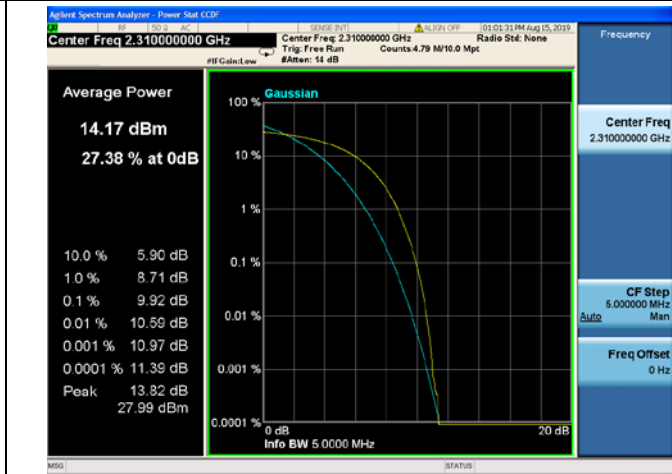 Agilent Spectrum Analyzer - Power Stat CCDF
RF 50 Ω AC SENSE:INT ALIGN OFF 01:01:31 PM Aug 15, 2019
Center Freq 2.310000000 GHz
Center Freq: 2.310000000 GHz Radio Std: None
Trig: Free Run Counts:4.79 M/10.0 Mpt
#IFGain:Low #Atten: 14 dB
Frequency
Average Power
14.17 dBm
27.38 % at 0dB
10.0 % 5.90 dB
1.0 % 8.71 dB
0.1 % 9.92 dB
0.01 % 10.59 dB
0.001 % 10.97 dB
0.0001 % 11.39 dB
Peak 13.82 dB
27.99 dBm
Gaussian
100 %
10 %
1 %
0.1 %
0.01 %
0.001 %
0.0001 %
0 dB 20 dB
Info BW 5.0000 MHz
Center Freq
2.310000000 GHz
CF Step
5.000000 MHz
Auto Man
Freq Offset
0 Hz
MSG STATUS